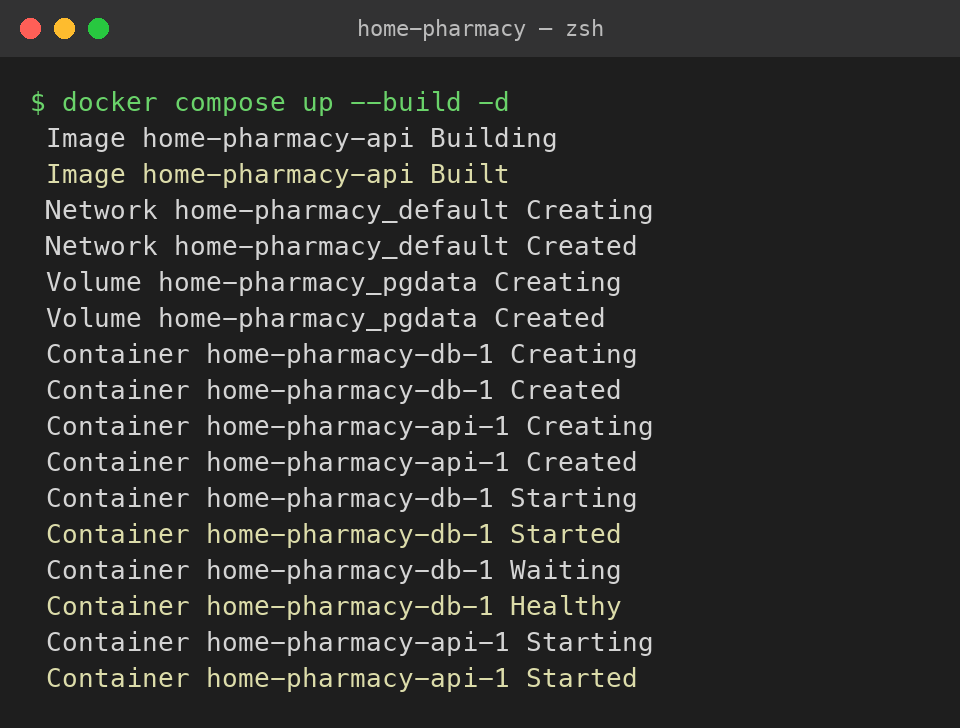 home-pharmacy — zsh
$ docker compose up --build -d
Image home-pharmacy-api Building
Image home-pharmacy-api Built
Network home-pharmacy_default Creating
Network home-pharmacy_default Created
Volume home-pharmacy_pgdata Creating
Volume home-pharmacy_pgdata Created
Container home-pharmacy-db-1 Creating
Container home-pharmacy-db-1 Created
Container home-pharmacy-api-1 Creating
Container home-pharmacy-api-1 Created
Container home-pharmacy-db-1 Starting
Container home-pharmacy-db-1 Started
Container home-pharmacy-db-1 Waiting
Container home-pharmacy-db-1 Healthy
Container home-pharmacy-api-1 Starting
Container home-pharmacy-api-1 Started